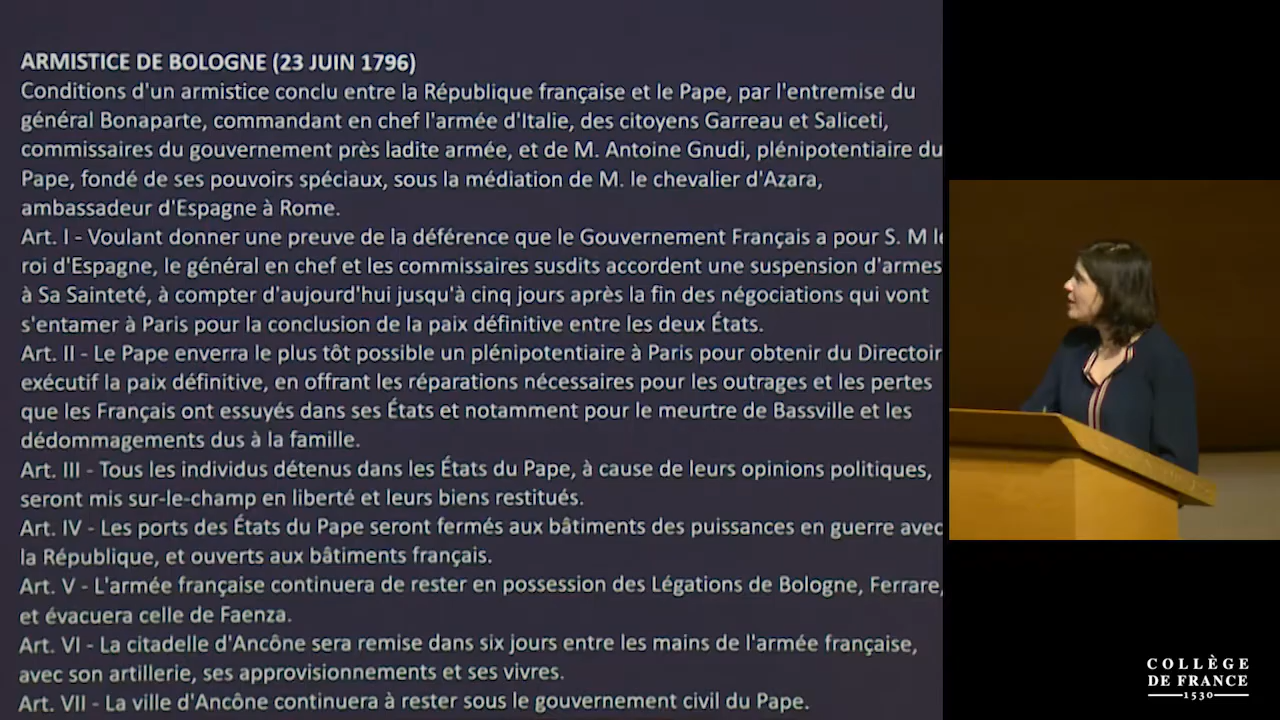 ARMISTICE DE BOLOGNE (23 JUIN 1796)
Conditions d'un armistice conclu entre la République française et le Pape, par l'entremise du
général Bonaparte, commandant en chef l'armée d'Italie, des citoyens Garreau et Saliceti,
commissaires du gouvernement près ladite armée, et de M. Antoine Gnudi, plénipotentiaire du
Pape, fondé de ses pouvoirs spéciaux, sous la médiation de M. le chevalier d'Azara,
ambassadeur d'Espagne à Rome.
Art. I - Voulant donner une preuve de la déférence que le Gouvernement Français a pour S. M le
roi d'Espagne, le général en chef et les commissaires susdits accordent une suspension d'armes
à Sa Sainteté, à compter d'aujourd'hui jusqu'à cinq jours après la fin des négociations qui vont
s'entamer à Paris pour la conclusion de la paix définitive entre les deux États.
Art. II - Le Pape enverra le plus tôt possible un plénipotentiaire à Paris pour obtenir du Directoir
exécutif la paix définitive, en offrant les réparations nécessaires pour les outrages et les pertes
que les Français ont essuyés dans ses États et notamment pour le meurtre de Bassville et les
dédommagements dus à la famille.
Art. III - Tous les individus détenus dans les États du Pape, à cause de leurs opinions politiques,
seront mis sur-le-champ en liberté et leurs biens restitués.
Art. IV - Les ports des États du Pape seront fermés aux bâtiments des puissances en guerre avec
la République, et ouverts aux bâtiments français.
Art. V - L'armée française continuera de rester en possession des Légations de Bologne, Ferrare,
et évacuera celle de Faenza.
Art. VI - La citadelle d'Ancône sera remise dans six jours entre les mains de l'armée française,
avec son artillerie, ses approvisionnements et ses vivres.
Art. VII - La ville d'Ancône continuera à rester sous le gouvernement civil du Pape.
COLLÈGE
DE FRANCE
1530